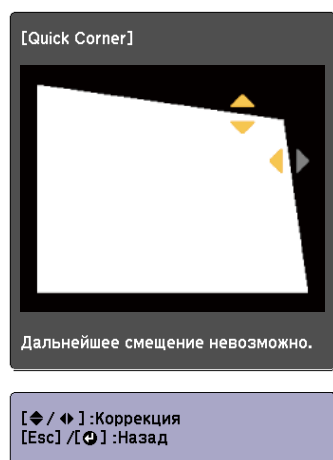 [Quick Corner]
Дальнейшее смещение невозможно.
[◆/◆] :Коррекция
[Esc] /[⏎] :Назад